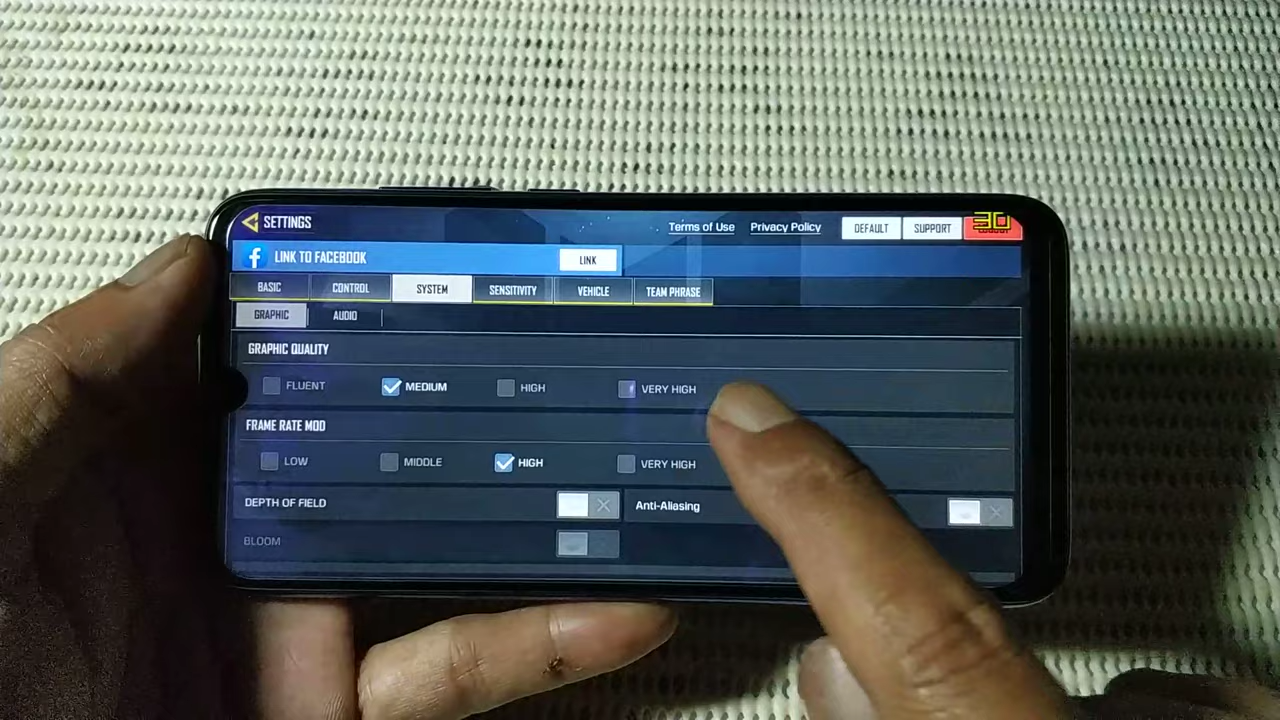 SETTINGS
Terms of Use Privacy Policy DEFAULT SUPPORT 30
LINK TO FACEBOOK LINK
BASIC CONTROL SYSTEM SENSITIVITY VEHICLE TEAM PHRASE
GRAPHIC AUDIO
GRAPHIC QUALITY
FLUENT MEDIUM HIGH VERY HIGH
FRAME RATE MOD
LOW MIDDLE HIGH VERY HIGH
DEPTH OF FIELD Anti-Aliasing
BLOOM